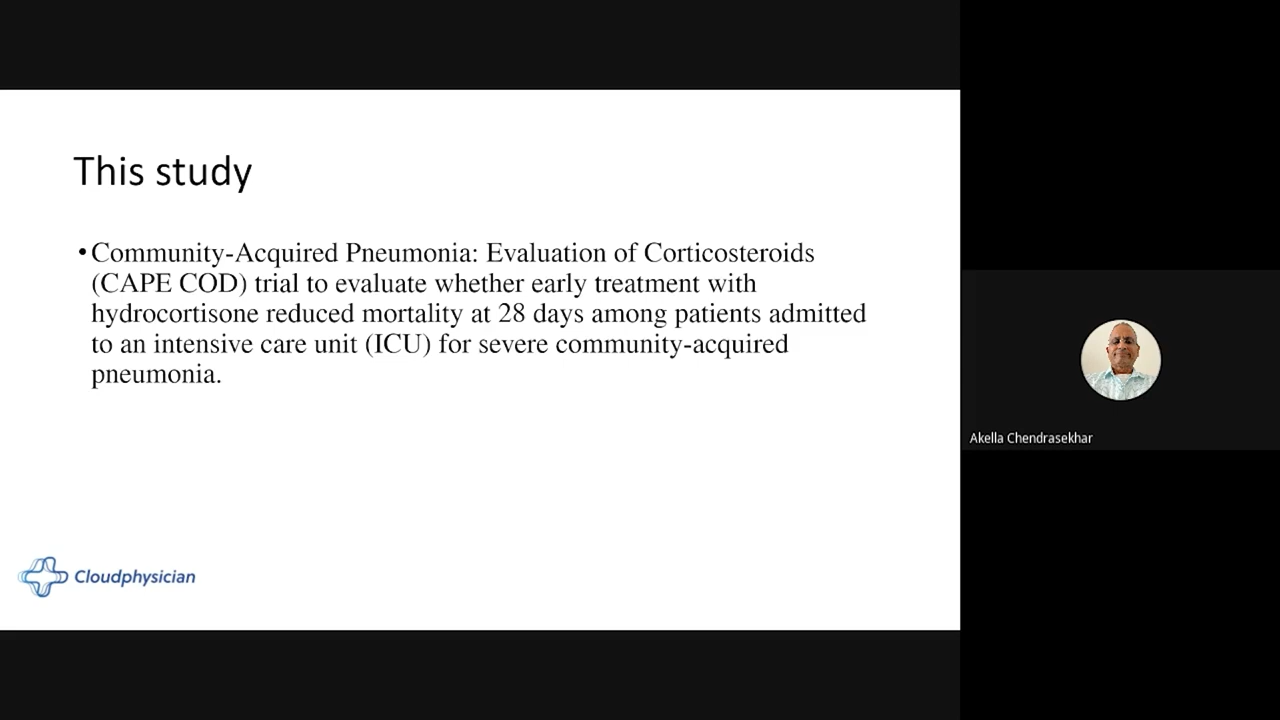 This study
•Community-Acquired Pneumonia: Evaluation of Corticosteroids
(CAPE COD) trial to evaluate whether early treatment with
hydrocortisone reduced mortality at 28 days among patients admitted
to an intensive care unit (ICU) for severe community-acquired
pneumonia.
Cloudphysician
Akella Chendrasekhar